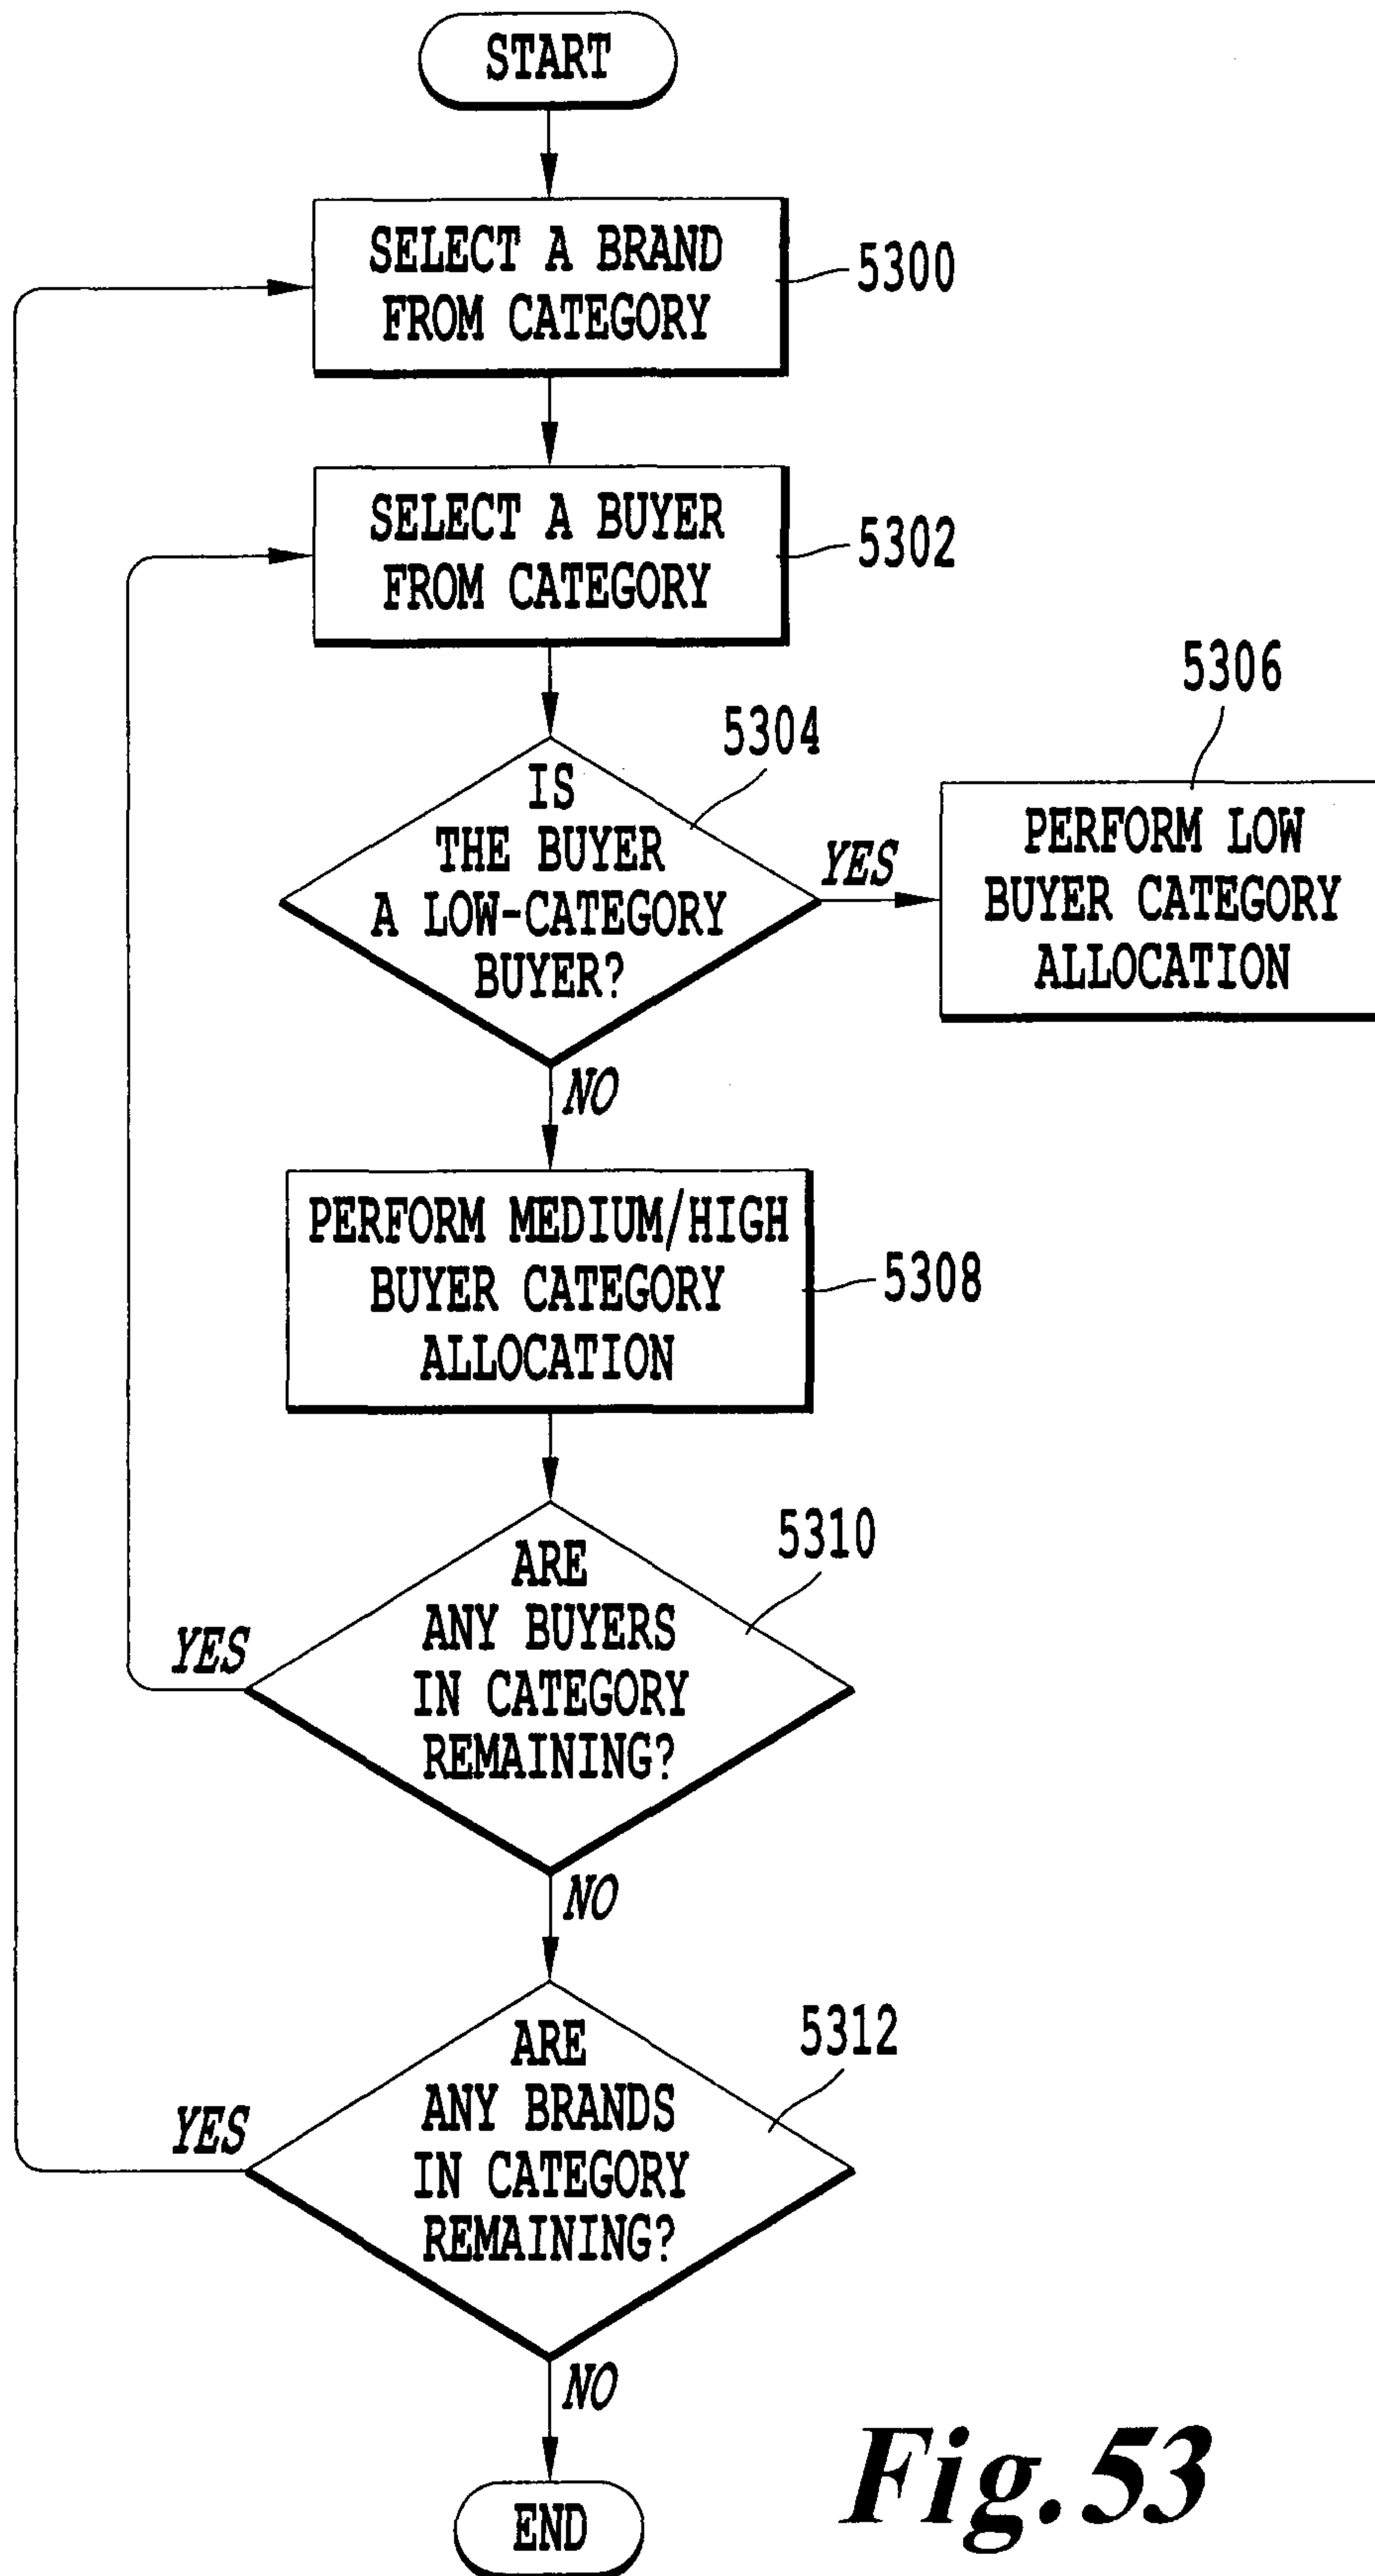 START
SELECT A BRAND
FROM CATEGORY
5300
SELECT A BUYER
FROM CATEGORY
5302
5304
IS
THE BUYER
A LOW-CATEGORY
BUYER?
YES
5306
PERFORM LOW
BUYER CATEGORY
ALLOCATION
NO
PERFORM MEDIUM/HIGH
BUYER CATEGORY
ALLOCATION
5308
5310
ARE
ANY BUYERS
IN CATEGORY
REMAINING?
YES
NO
5312
ARE
ANY BRANDS
IN CATEGORY
REMAINING?
YES
NO
END
Fig. 53